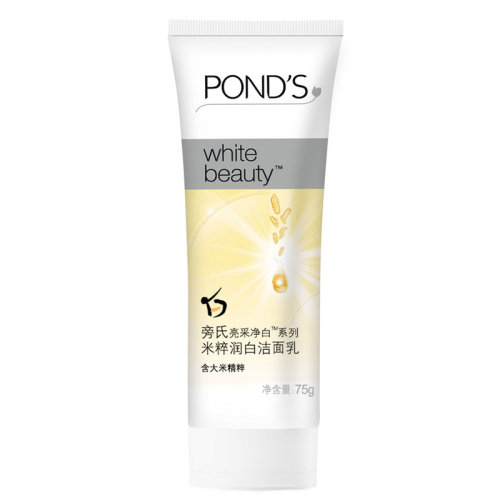 POND'S
white
beauty™
旁氏亮采净白™系列
米粹润白洁面乳
含大米精粹
净含量:75g